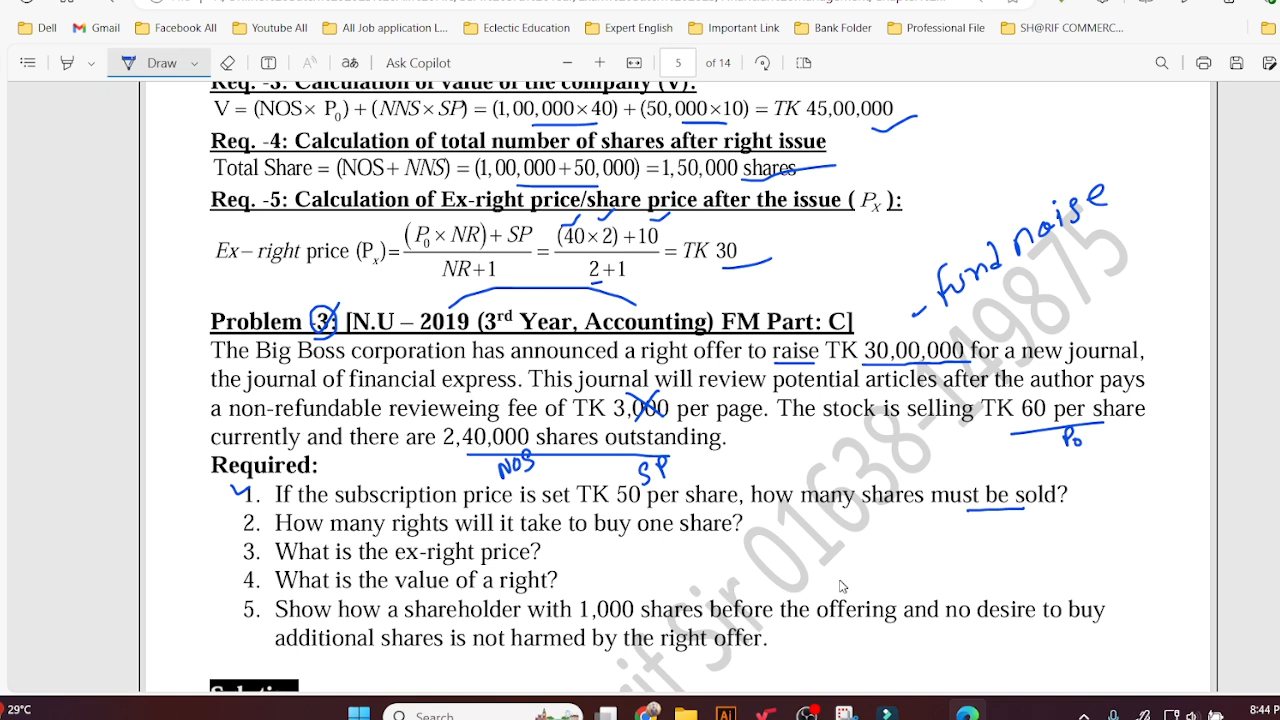 Dell Gmail Facebook All Youtube All All Job application L... Eclectic Education Expert English Important Link Bank Folder Professional File SH@RIF COMMERC...
Draw Ask Copilot 5 of 14
Req. -3: Calculation of value of the company (V):
V = (NOS× P₀) + (NNS × SP) = (1,00,000×40) + (50,000×10) = TK 45,00,000
Req. -4: Calculation of total number of shares after right issue
Total Share = (NOS+ NNS) = (1,00,000+50,000) = 1,50,000 shares
Req. -5: Calculation of Ex-right price/share price after the issue ( Pₓ ):
Ex– right price (Pₓ)= (P₀ × NR) + SP / NR +1 = (40×2)+10 / 2+1 = TK 30
- fund raise
Problem -3: [N.U – 2019 (3rd Year, Accounting) FM Part: C]
The Big Boss corporation has announced a right offer to raise TK 30,00,000 for a new journal,
the journal of financial express. This journal will review potential articles after the author pays
a non-refundable revieweing fee of TK 3,000 per page. The stock is selling TK 60 per share
currently and there are 2,40,000 shares outstanding.
P₀
NOS
SP
Required:
1. If the subscription price is set TK 50 per share, how many shares must be sold?
2. How many rights will it take to buy one share?
3. What is the ex-right price?
4. What is the value of a right?
5. Show how a shareholder with 1,000 shares before the offering and no desire to buy
additional shares is not harmed by the right offer.
Sir 01638-149875
29°C Search 8:44 P